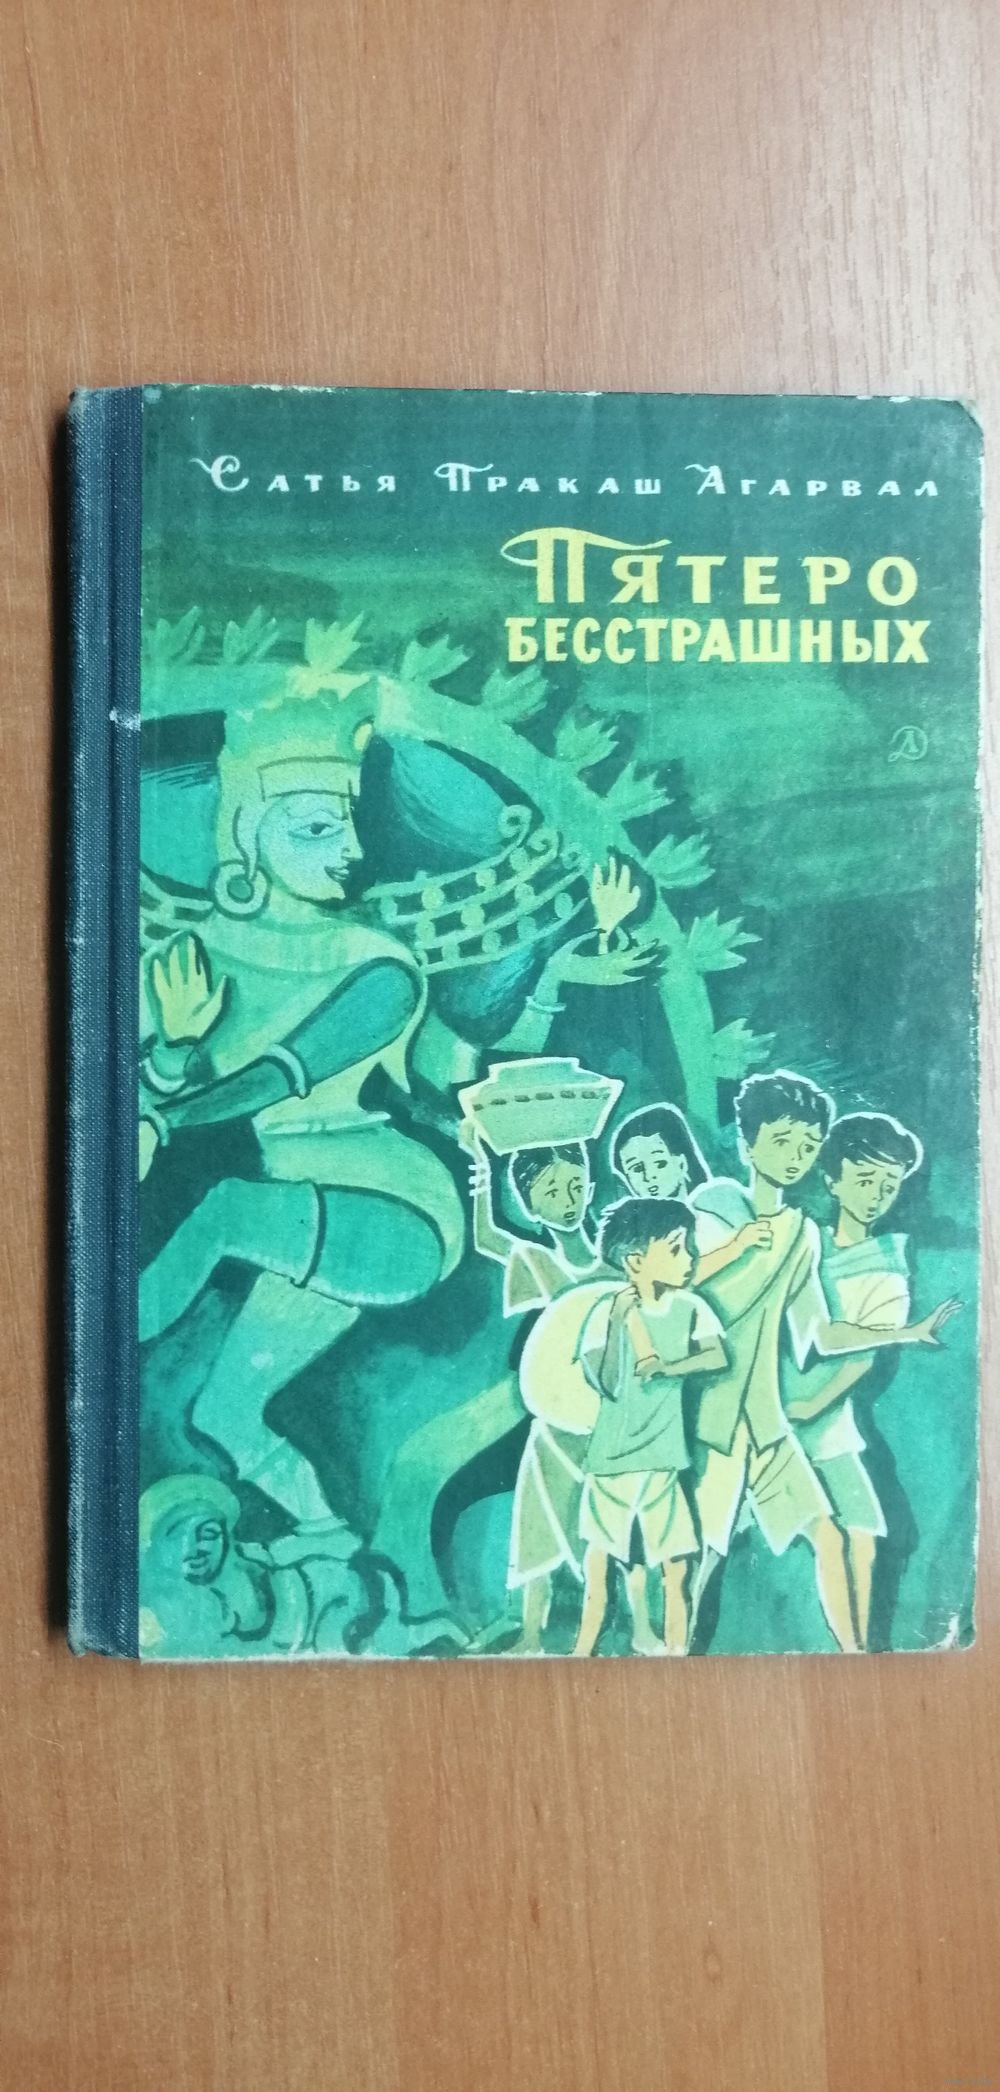 Сатья Пракаш Агарвал
Пятеро
бесстрашных
Д